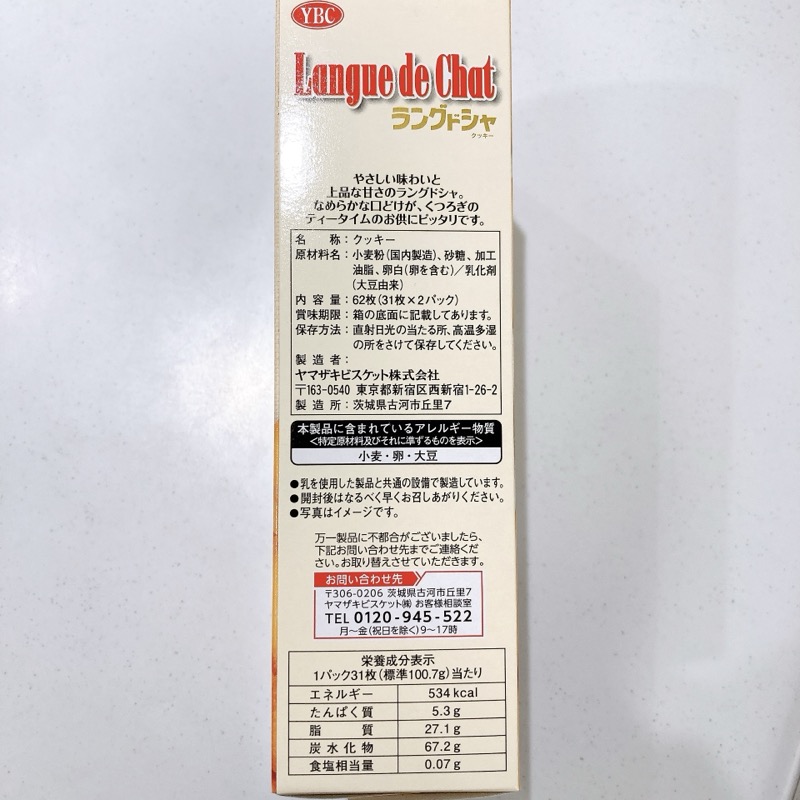 YBC
Langue de Chat
ラングドシャ
クッキー
やさしい味わいと
上品な甘さのラングドシャ。
なめらかな口どけが、くつろぎの
ティータイムのお供にピッタリです。
名称：クッキー
原材料名：小麦粉(国内製造)、砂糖、加工
油脂、卵白(卵を含む)／乳化剤
(大豆由来)
内容量：62枚(31枚×2パック)
賞味期限：箱の底面に記載してあります。
保存方法：直射日光の当たる所、高温多湿
の所をさけて保存してください。
製造者：
ヤマザキビスケット株式会社
〒163-0540 東京都新宿区西新宿1-26-2
製造所：茨城県古河市丘里7
本製品に含まれているアレルギー物質
<特定原材料及びそれに準ずるものを表示>
小麦・卵・大豆
●乳を使用した製品と共通の設備で製造しています。
●開封後はなるべく早くお召しあがりください。
●写真はイメージです。
万一製品に不都合がございましたら、
下記お問い合わせ先までご連絡くだ
さい。お取り替えさせていただきます。
お問い合わせ先
〒306-0206 茨城県古河市丘里7
ヤマザキビスケット㈱ お客様相談室
TEL 0120-945-522
月～金(祝日を除く)9～17時
栄養成分表示
1パック31枚(標準100.7g)当たり
エネルギー 534kcal
たんぱく質 5.3g
脂質 27.1g
炭水化物 67.2g
食塩相当量 0.07g